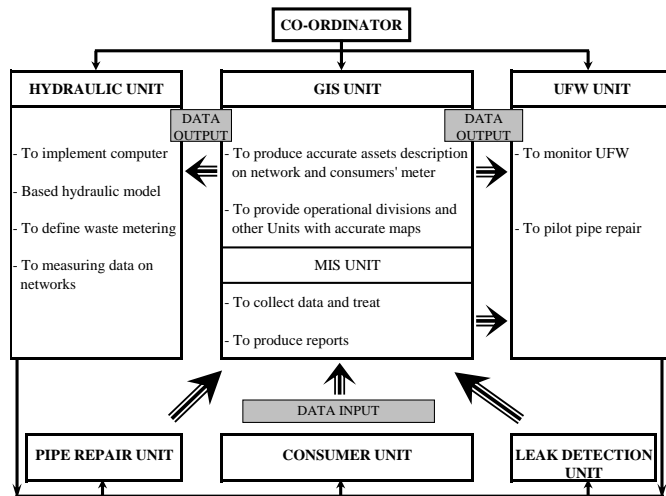 CO-ORDINATOR
HYDRAULIC UNIT
GIS UNIT
UFW UNIT
DATA
OUTPUT
DATA
OUTPUT
- To implement computer
- Based hydraulic model
- To define waste metering
- To measuring data on
networks
- To produce accurate assets description
on network and consumers' meter
- To provide operational divisions and
other Units with accurate maps
MIS UNIT
- To collect data and treat
- To produce reports
- To monitor UFW
- To pilot pipe repair
DATA INPUT
PIPE REPAIR UNIT
CONSUMER UNIT
LEAK DETECTION
UNIT